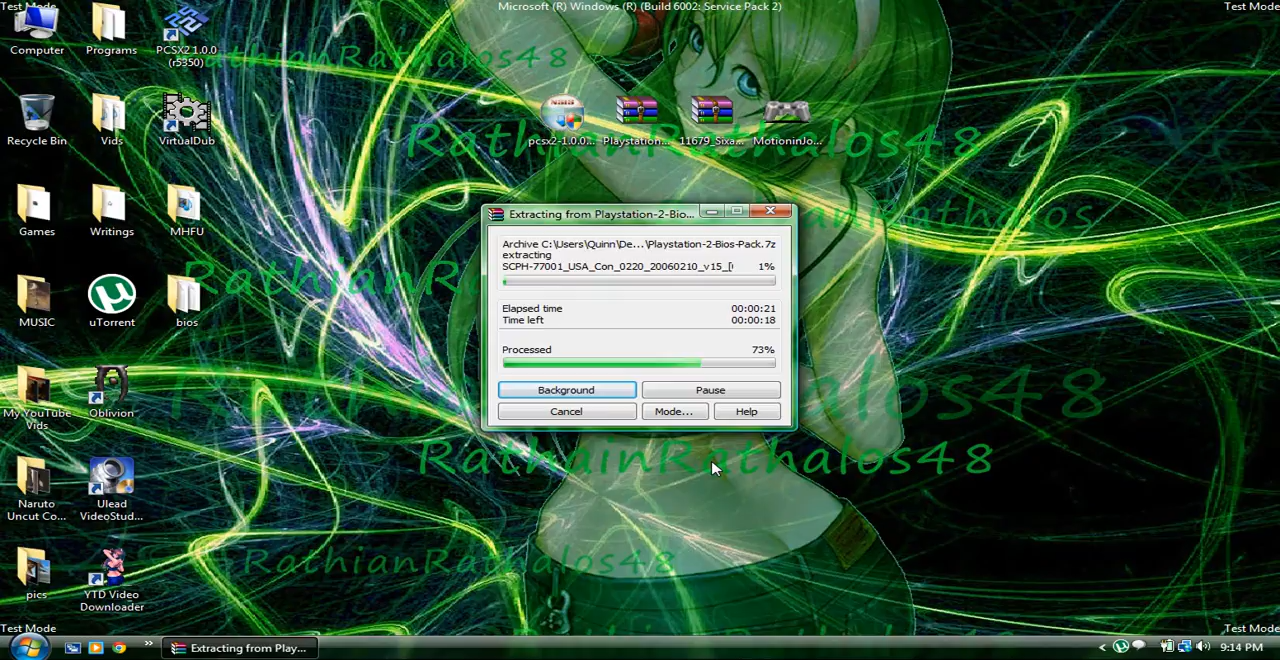 Test Mode
Microsoft (R) Windows (R) (Build 6002: Service Pack 2)
Test Mode
Computer
Programs
PCSX2 1.0.0
(r5350)
RathianRathalos48
Recycle Bin
Vids
VirtualDub
NSIS
pcsx2-1.0.0...
Playstation...
11679_Sixa...
MotioninJo...
RathianRathalos48
Games
Writings
MHFU
Extracting from Playstation-2-Bio...
Archive C:\Users\Quinn\De...\Playstation-2-Bios-Pack.7z
extracting
1%
Elapsed time
00:00:21
Time left
00:00:18
Processed
73%
Background
Pause
Cancel
Mode...
Help
MUSIC
uTorrent
bios
My YouTube
Vids
Oblivion
RathainRathalos48
Naruto
Uncut Co...
Ulead
VideoStud...
RathianRathalos48
pics
YTD Video
Downloader
Test Mode
Test Mode
Extracting from Play...
9:14 PM